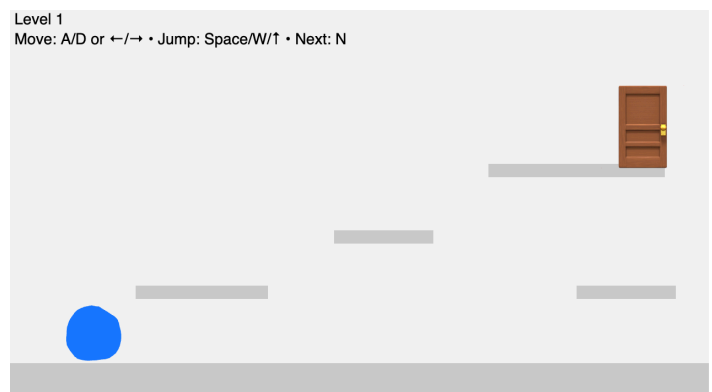 Level 1
Move: A/D or ←/→ • Jump: Space/W/↑ • Next: N